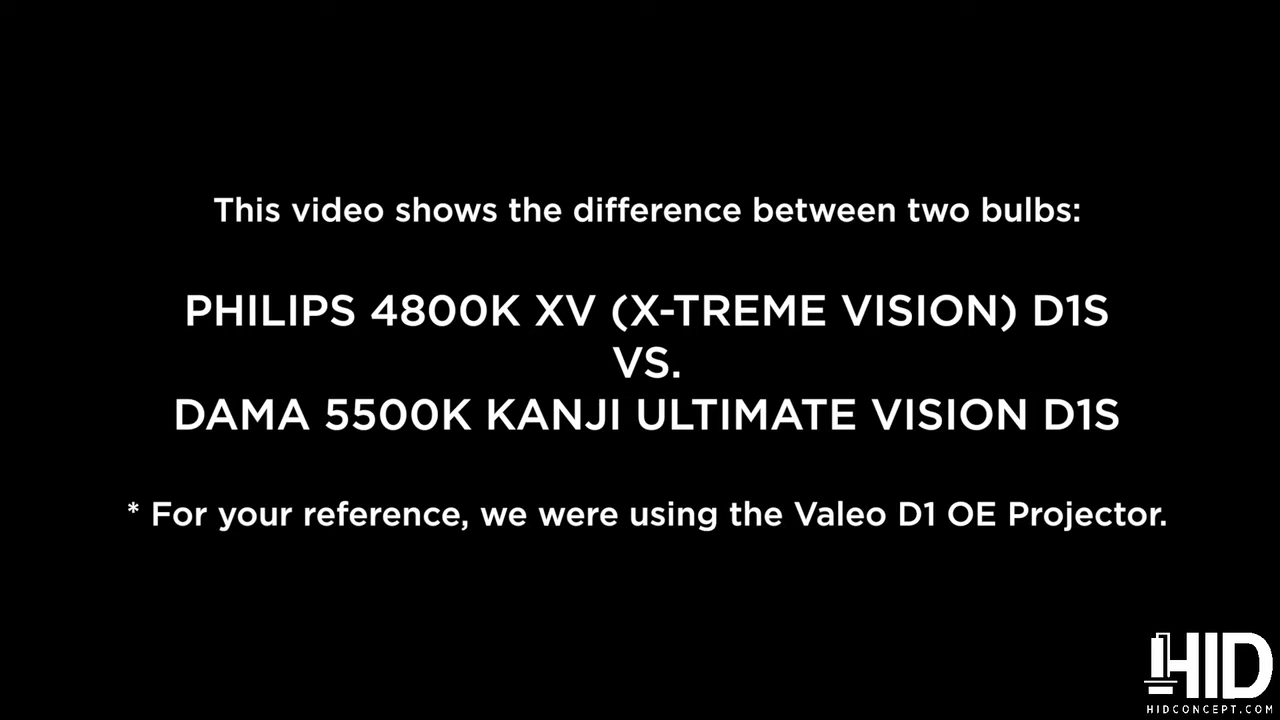 This video shows the difference between two bulbs:
PHILIPS 4800K XV (X-TREME VISION) D1S
VS.
DAMA 5500K KANJI ULTIMATE VISION D1S
* For your reference, we were using the Valeo D1 OE Projector.
HID
HIDCONCEPT.COM